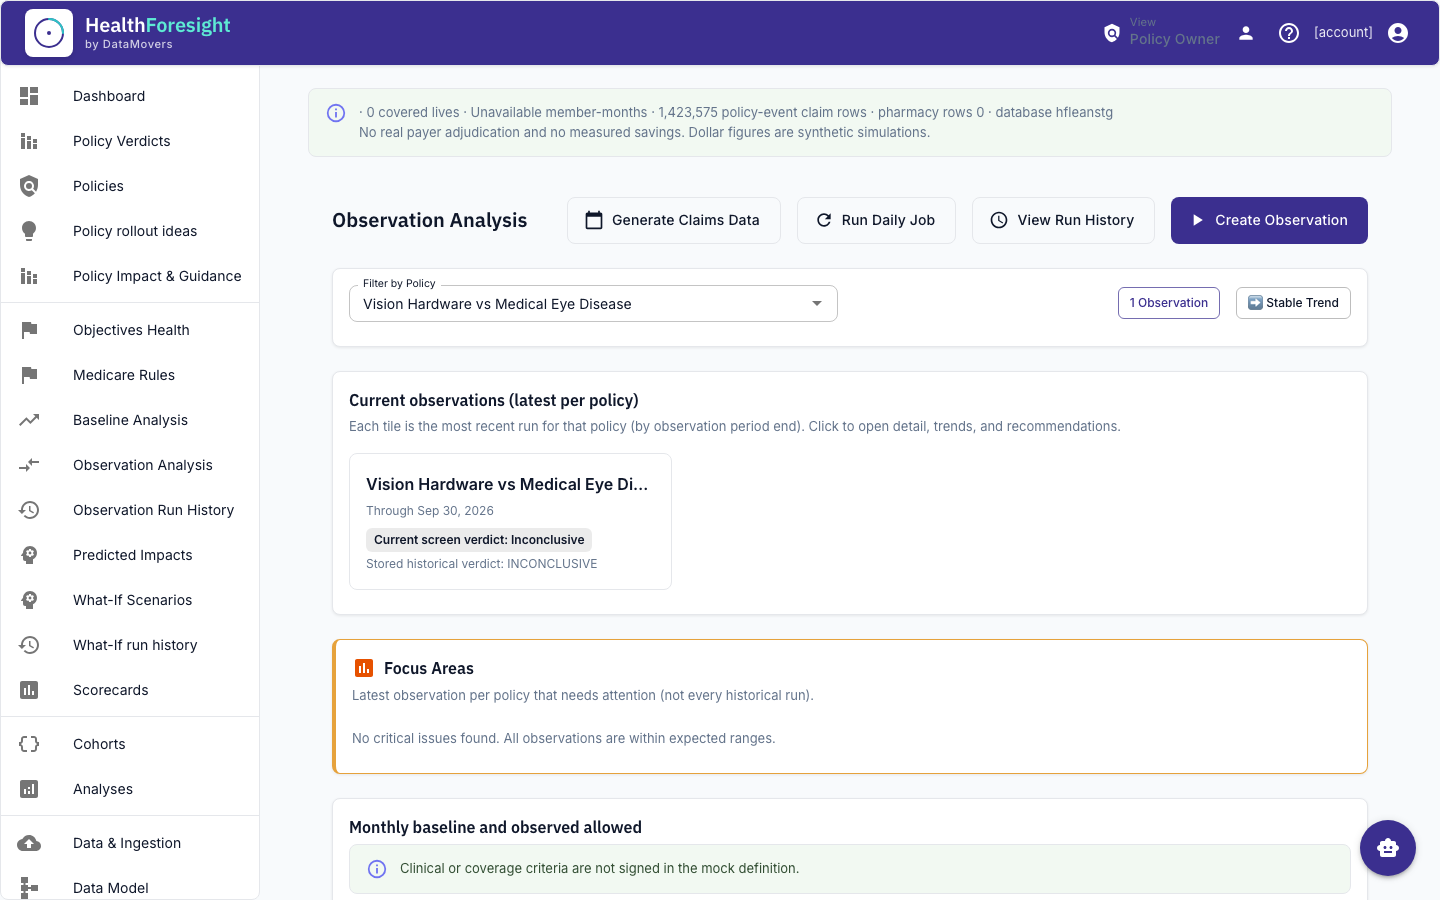 HealthForesight
by DataMovers
View
Policy Owner
[account]
Dashboard
Policy Verdicts
Policies
Policy rollout ideas
Policy Impact & Guidance
Objectives Health
Medicare Rules
Baseline Analysis
Observation Analysis
Observation Run History
Predicted Impacts
What-If Scenarios
What-If run history
Scorecards
Cohorts
Analyses
Data & Ingestion
Data Model
· 0 covered lives · Unavailable member-months · 1,423,575 policy-event claim rows · pharmacy rows 0 · database hfleanstg
No real payer adjudication and no measured savings. Dollar figures are synthetic simulations.
Observation Analysis
Generate Claims Data
Run Daily Job
View Run History
Create Observation
Filter by Policy
Vision Hardware vs Medical Eye Disease
1 Observation
➡️ Stable Trend
Current observations (latest per policy)
Each tile is the most recent run for that policy (by observation period end). Click to open detail, trends, and recommendations.
Vision Hardware vs Medical Eye Di...
Through Sep 30, 2026
Current screen verdict: Inconclusive
Stored historical verdict: INCONCLUSIVE
Focus Areas
Latest observation per policy that needs attention (not every historical run).
No critical issues found. All observations are within expected ranges.
Monthly baseline and observed allowed
Clinical or coverage criteria are not signed in the mock definition.